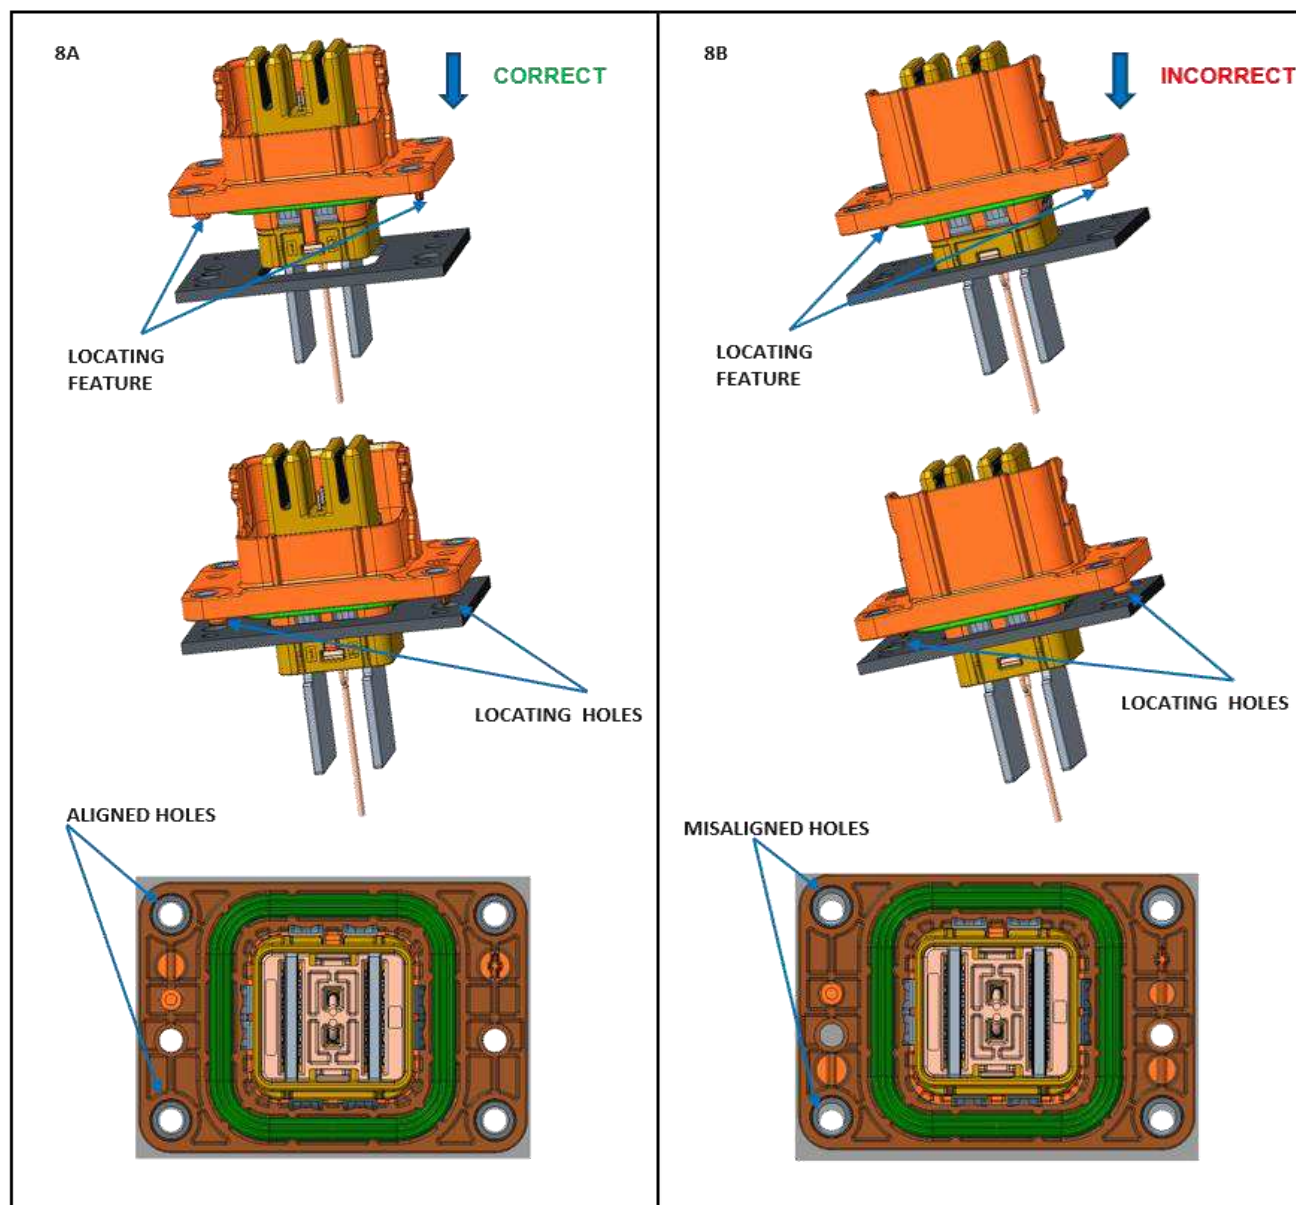 8A
CORRECT
LOCATING
FEATURE
LOCATING HOLES
ALIGNED HOLES
8B
INCORRECT
LOCATING
FEATURE
LOCATING HOLES
MISALIGNED HOLES